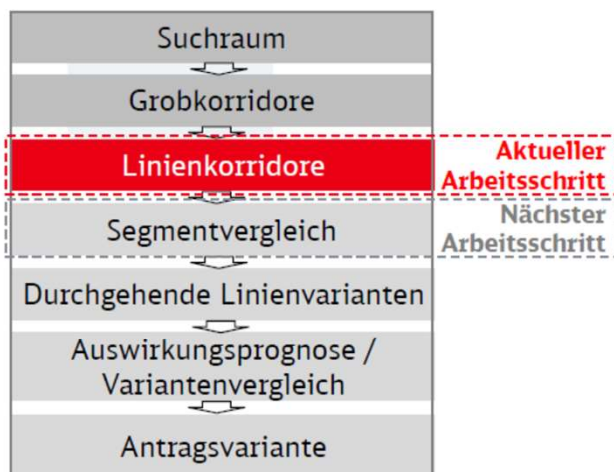 Suchraum
Grobkorridore
Linienkorridore
Aktueller
Arbeitsschritt
Segmentvergleich
Nächster
Arbeitsschritt
Durchgehende Linienvarianten
Auswirkungsprognose /
Variantenvergleich
Antragsvariante